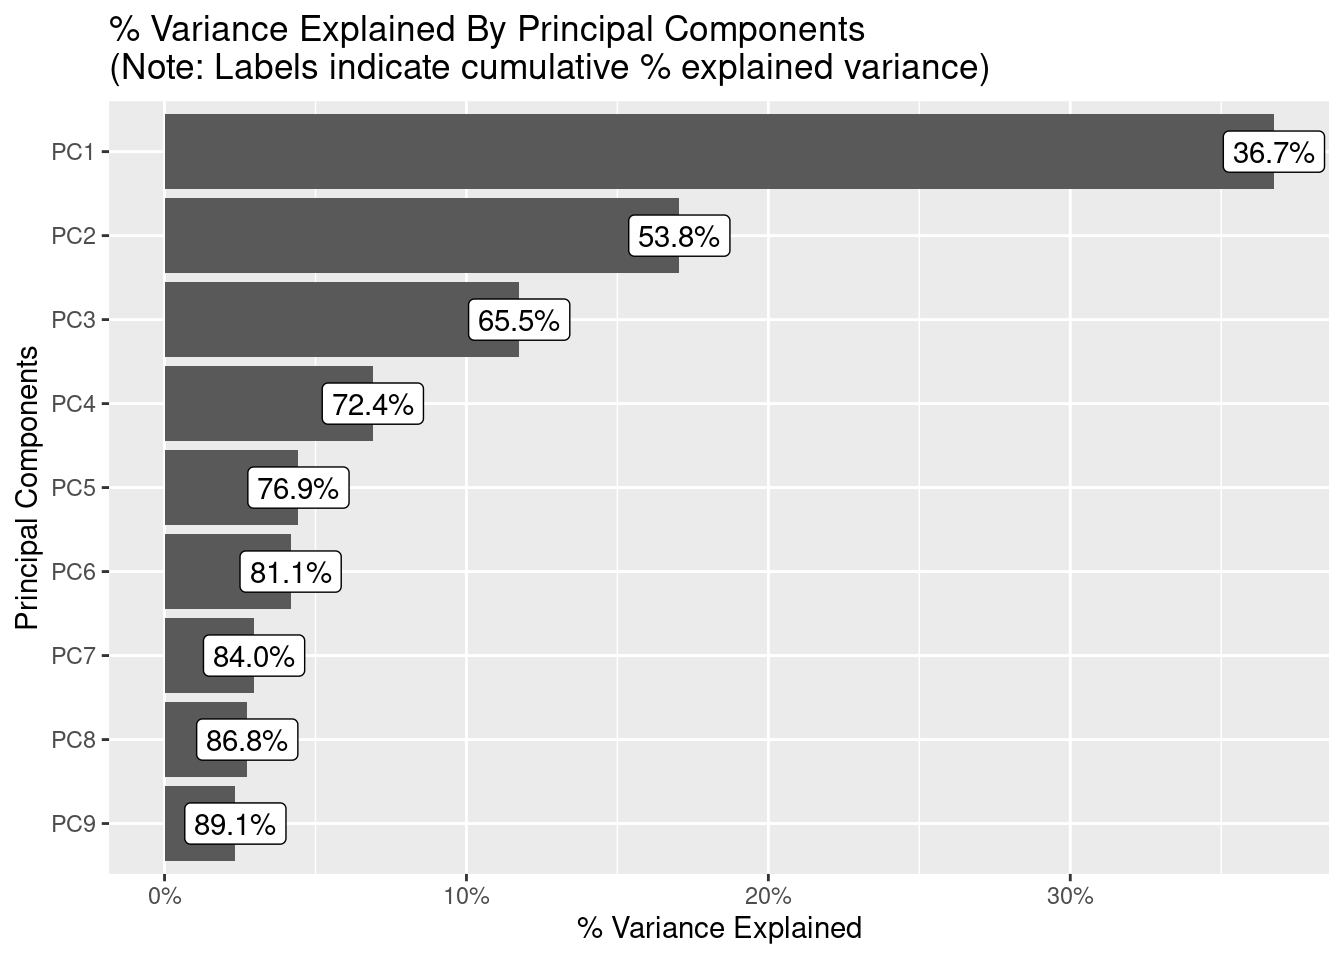 % Variance Explained By Principal Components
(Note: Labels indicate cumulative % explained variance)
Principal Components
PC1
36.7%
PC2
53.8%
PC3
65.5%
PC4
72.4%
PC5
76.9%
PC6
81.1%
PC7
84.0%
PC8
86.8%
PC9
89.1%
0%
10%
20%
30%
% Variance Explained